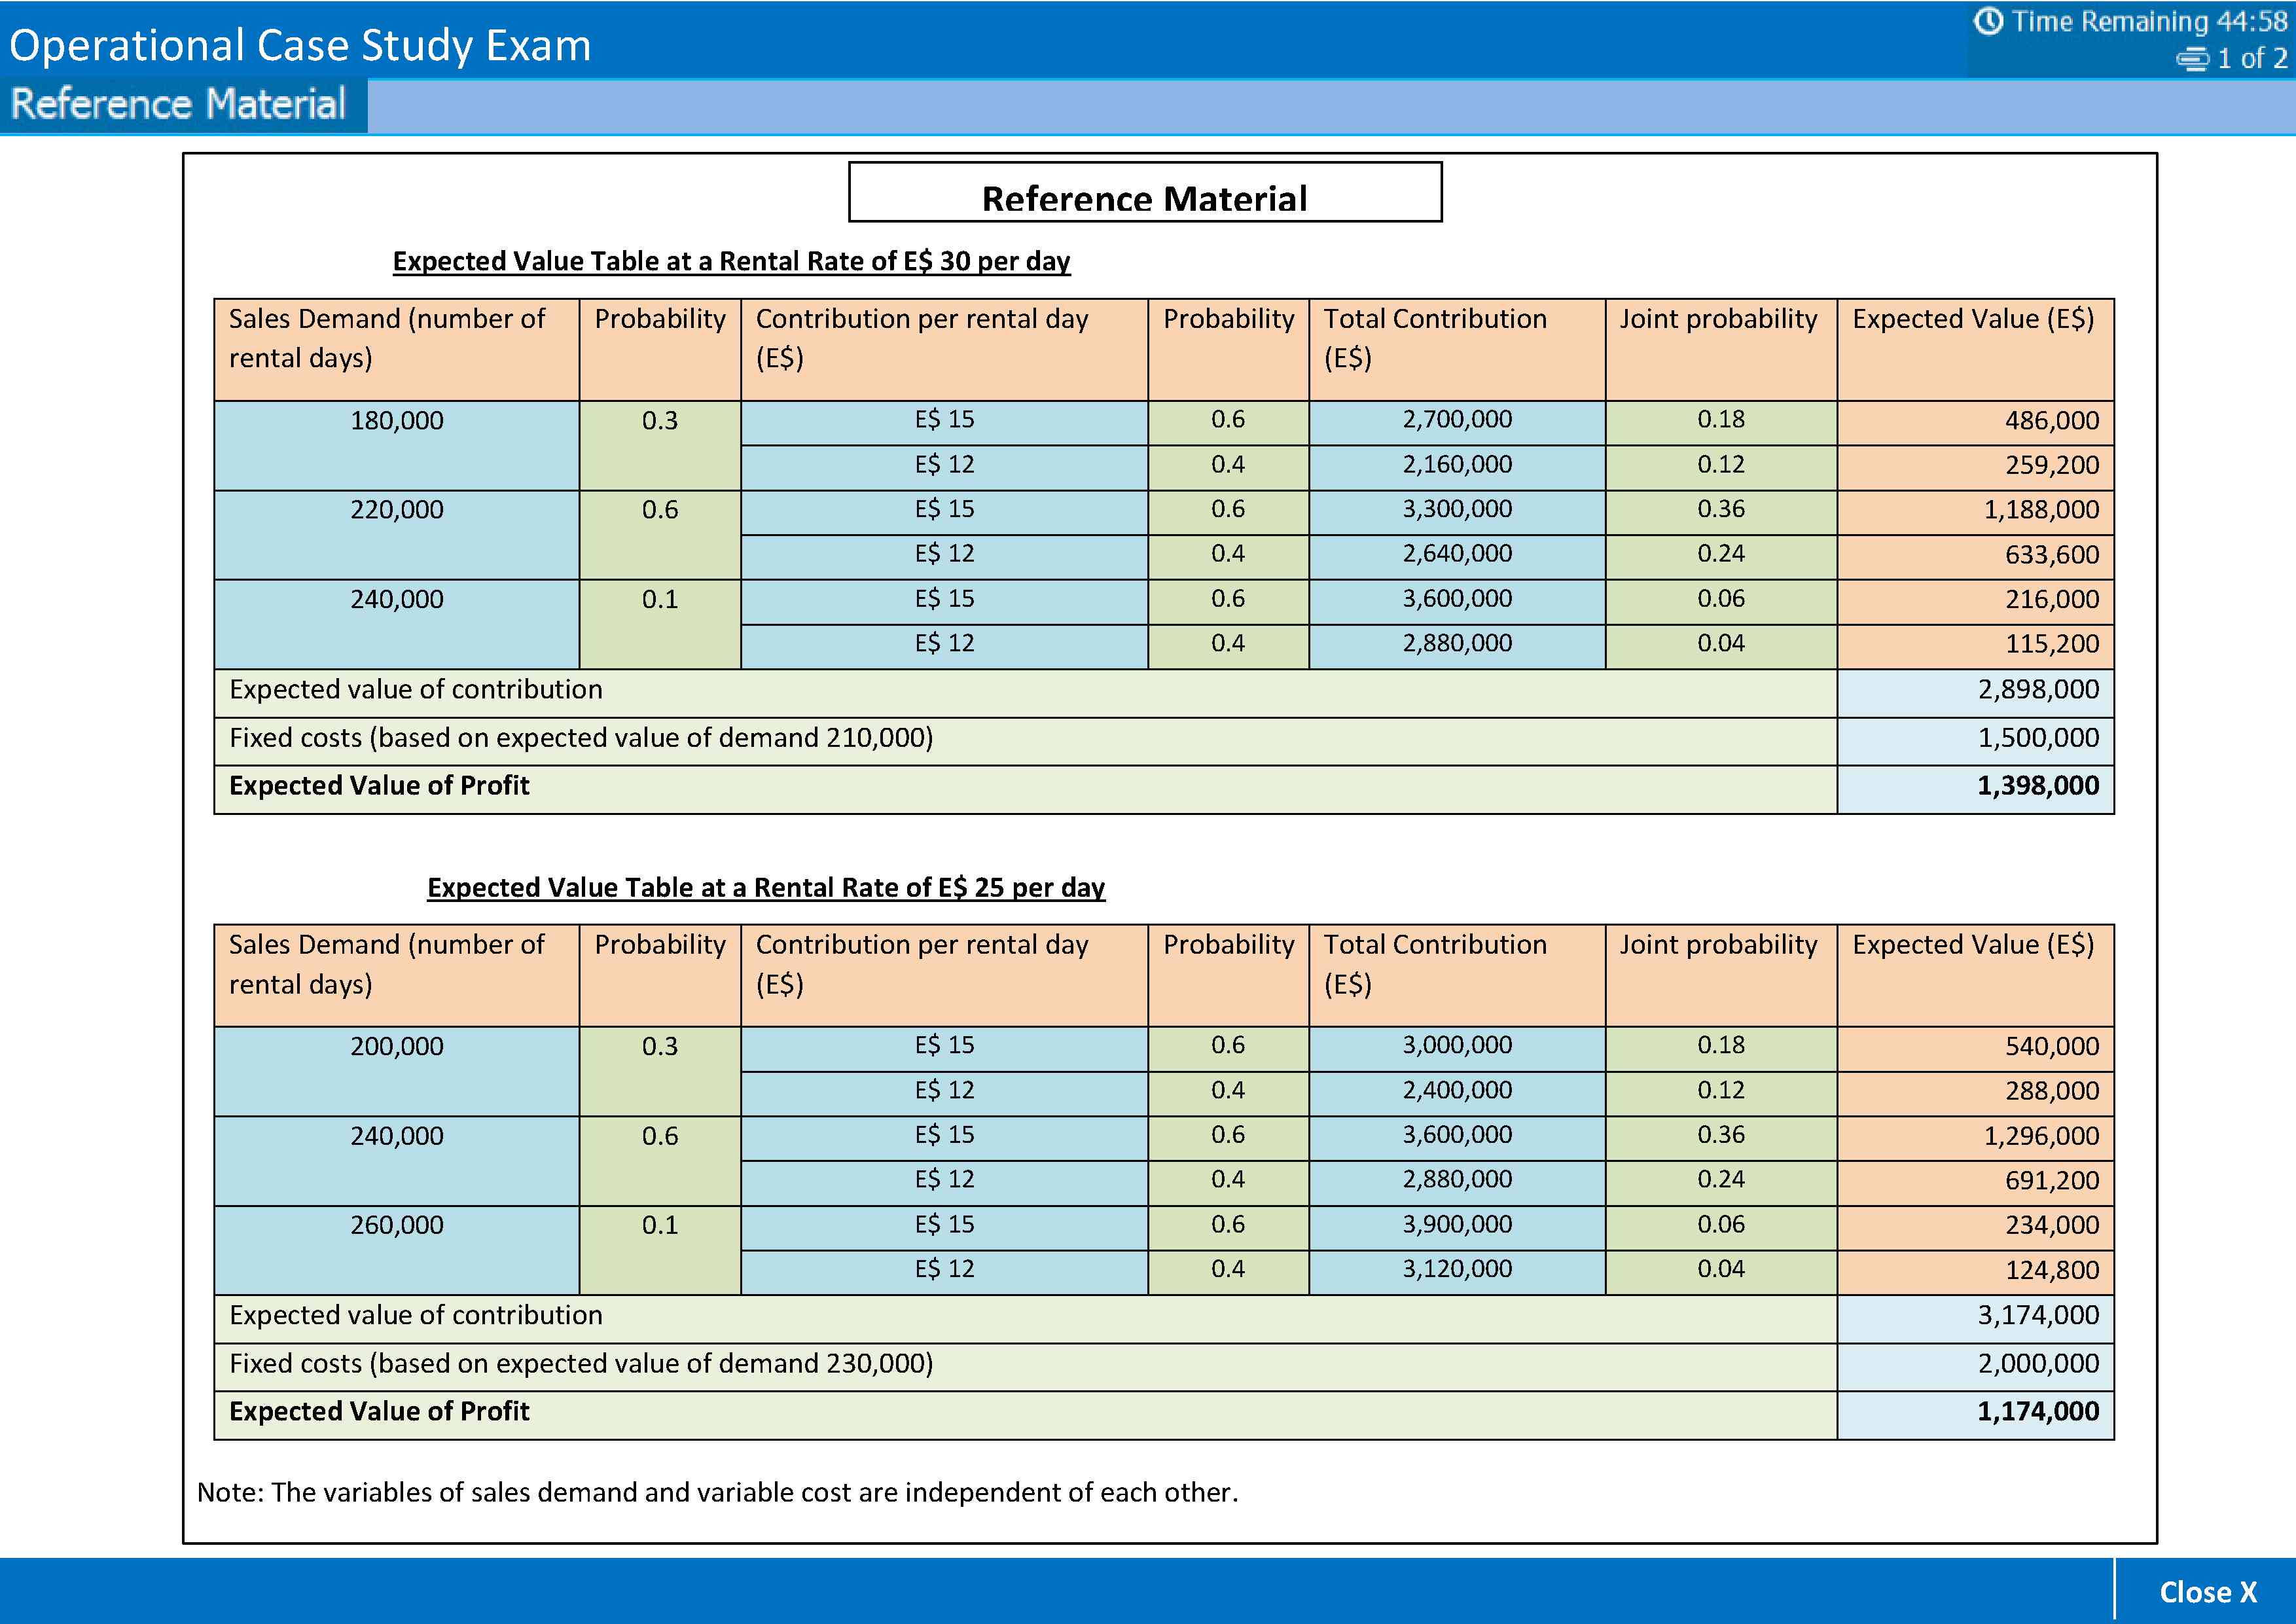 Operational Case Study Exam
Time Remaining 44:58
1 of 2
Reference Material
Reference Material
Expected Value Table at a Rental Rate of E$ 30 per day
Sales Demand (number of rental days) Probability Contribution per rental day (E$) Probability Total Contribution (E$) Joint probability Expected Value (E$)
180,000 0.3 E$ 15 0.6 2,700,000 0.18 486,000
E$ 12 0.4 2,160,000 0.12 259,200
220,000 0.6 E$ 15 0.6 3,300,000 0.36 1,188,000
E$ 12 0.4 2,640,000 0.24 633,600
240,000 0.1 E$ 15 0.6 3,600,000 0.06 216,000
E$ 12 0.4 2,880,000 0.04 115,200
Expected value of contribution 2,898,000
Fixed costs (based on expected value of demand 210,000) 1,500,000
Expected Value of Profit 1,398,000
Expected Value Table at a Rental Rate of E$ 25 per day
Sales Demand (number of rental days) Probability Contribution per rental day (E$) Probability Total Contribution (E$) Joint probability Expected Value (E$)
200,000 0.3 E$ 15 0.6 3,000,000 0.18 540,000
E$ 12 0.4 2,400,000 0.12 288,000
240,000 0.6 E$ 15 0.6 3,600,000 0.36 1,296,000
E$ 12 0.4 2,880,000 0.24 691,200
260,000 0.1 E$ 15 0.6 3,900,000 0.06 234,000
E$ 12 0.4 3,120,000 0.04 124,800
Expected value of contribution 3,174,000
Fixed costs (based on expected value of demand 230,000) 2,000,000
Expected Value of Profit 1,174,000
Note: The variables of sales demand and variable cost are independent of each other.
Close X